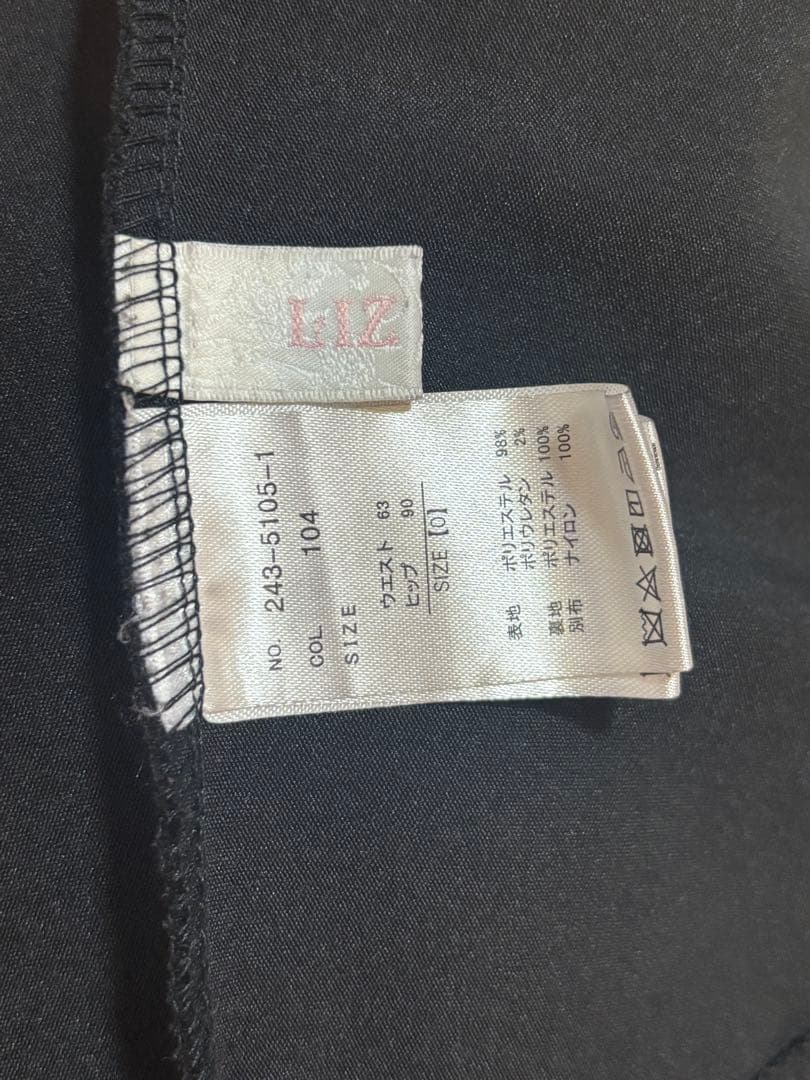 LIZ
NO. 243-5105-1
COL 104
SIZE
ウエスト 63
ヒップ 90
SIZE【0】
表地 ポリエステル 98%
ポリウレタン 2%
裏地 ポリエステル 100%
別布 ナイロン 100%